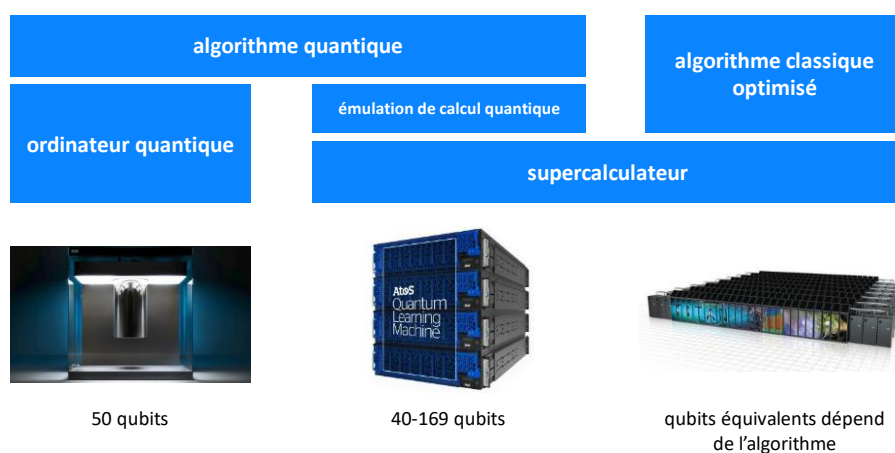 algorithme quantique
algorithme classique
optimisé
émulation de calcul quantique
ordinateur quantique
supercalculateur
Atos
Quantum
Learning
Machine
50 qubits
40-169 qubits
qubits équivalents dépend
de l’algorithme